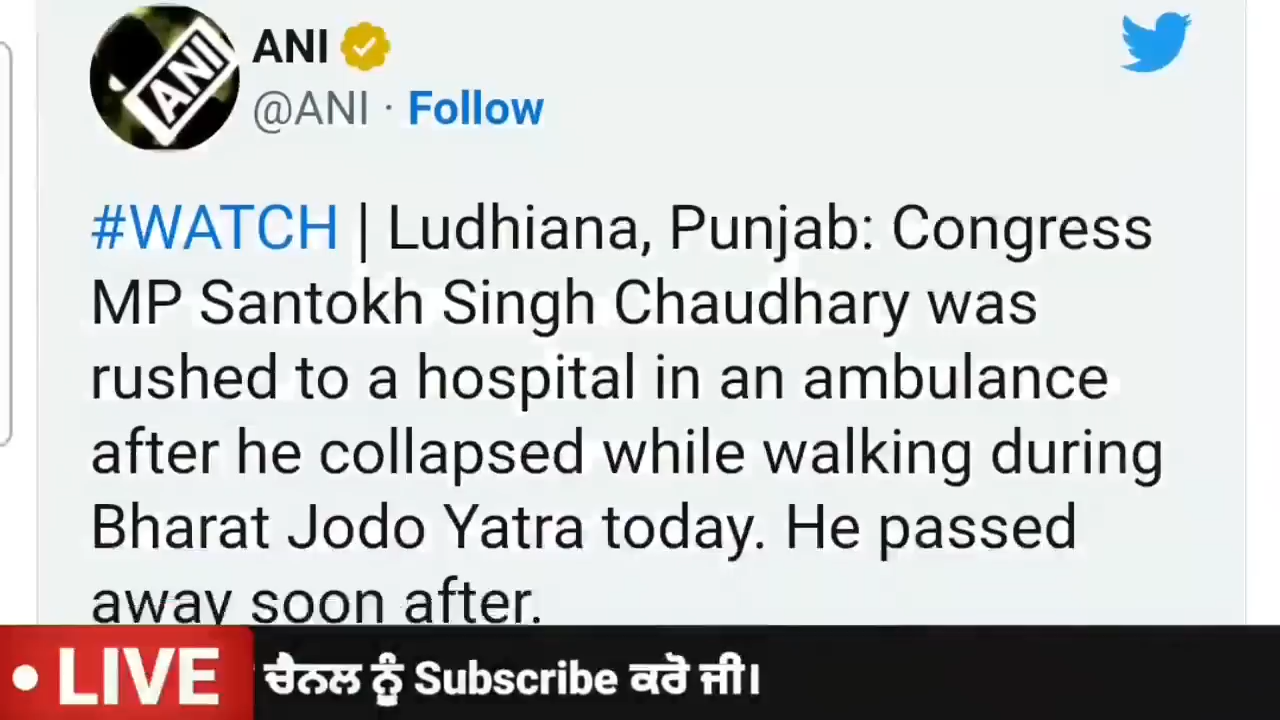 ANI
ANI
@ANI · Follow
#WATCH | Ludhiana, Punjab: Congress
MP Santokh Singh Chaudhary was
rushed to a hospital in an ambulance
after he collapsed while walking during
Bharat Jodo Yatra today. He passed
away soon after.
• LIVE
ਚੈਨਲ ਨੂੰ Subscribe ਕਰੋ ਜੀ।